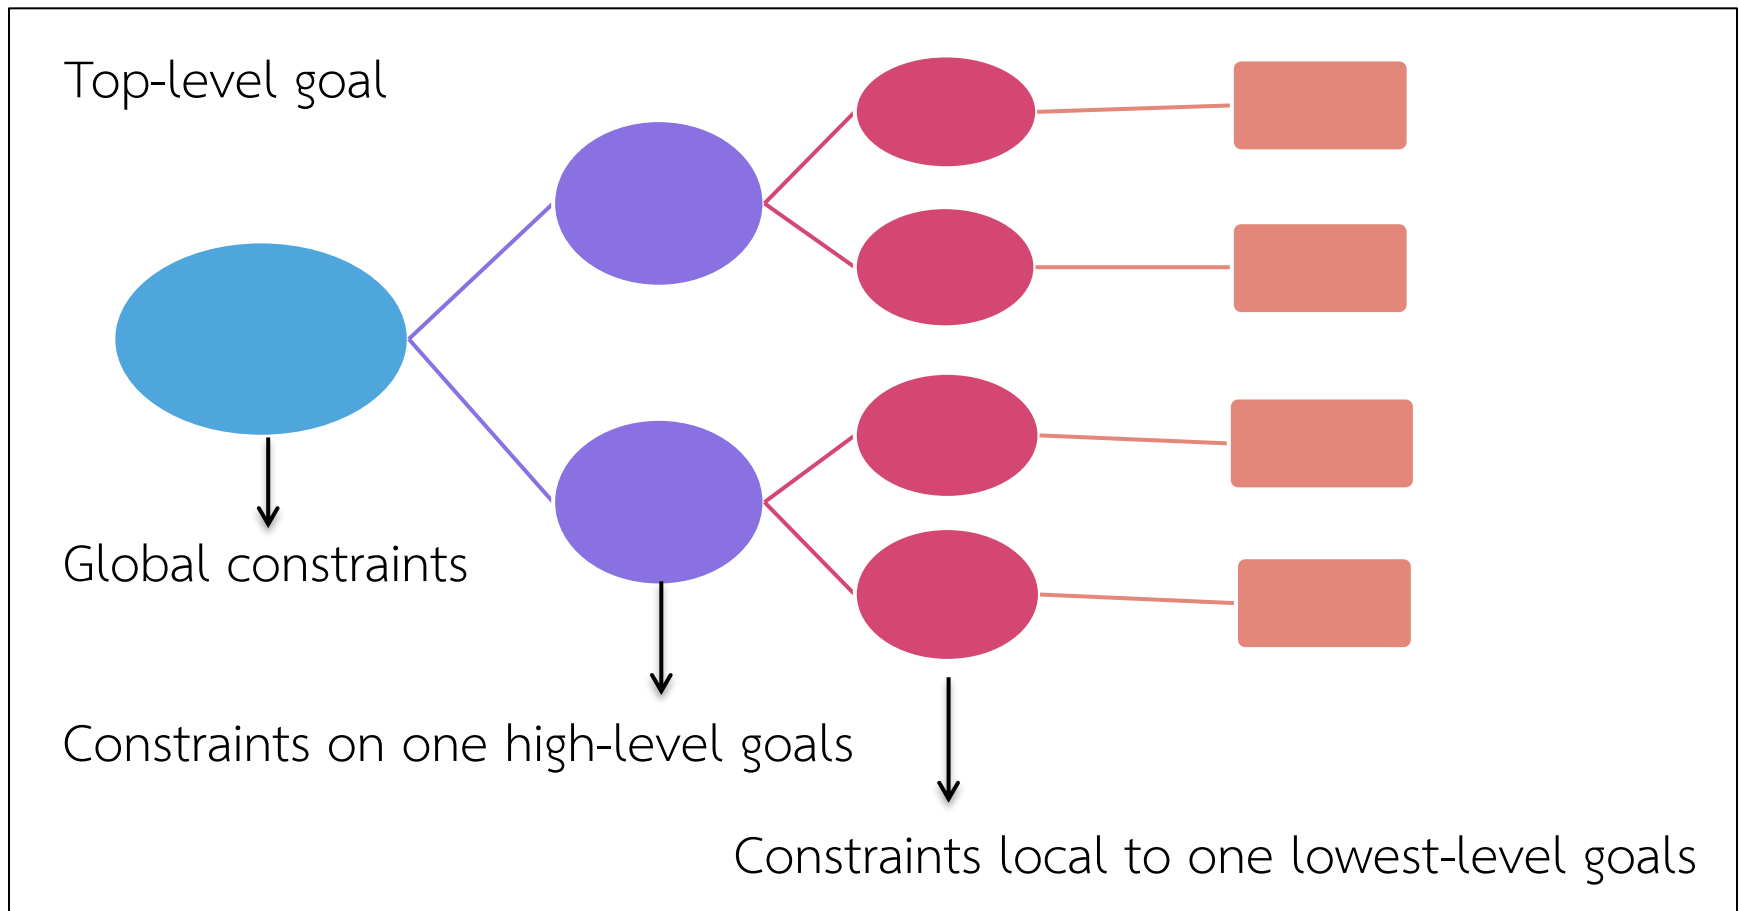 Top-level goal
Global constraints
Constraints on one high-level goals
Constraints local to one lowest-level goals